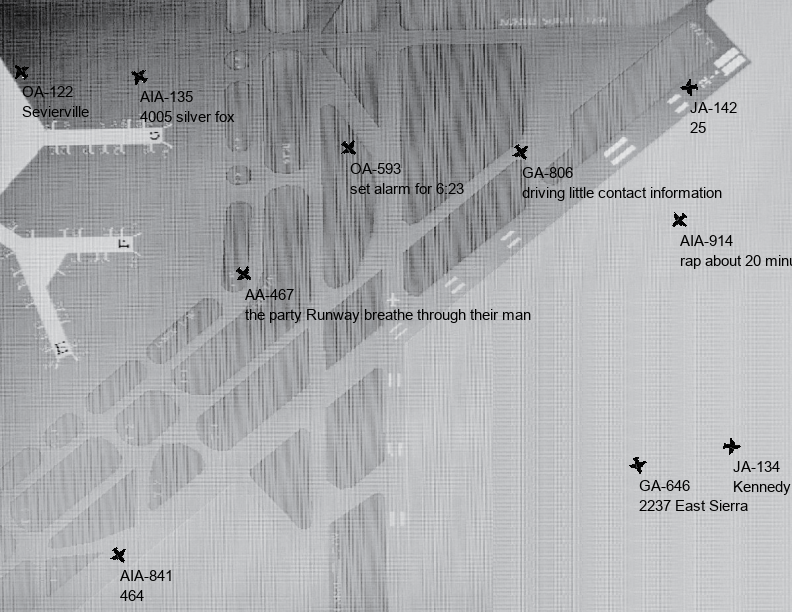 OA-122
Sevierville
AIA-135
4005 silver fox
JA-142
25
OA-593
set alarm for 6:23
GA-806
driving little contact information
AIA-914
rap about 20 minu
AA-467
the party Runway breathe through their man
JA-134
Kennedy
GA-646
2237 East Sierra
AIA-841
464